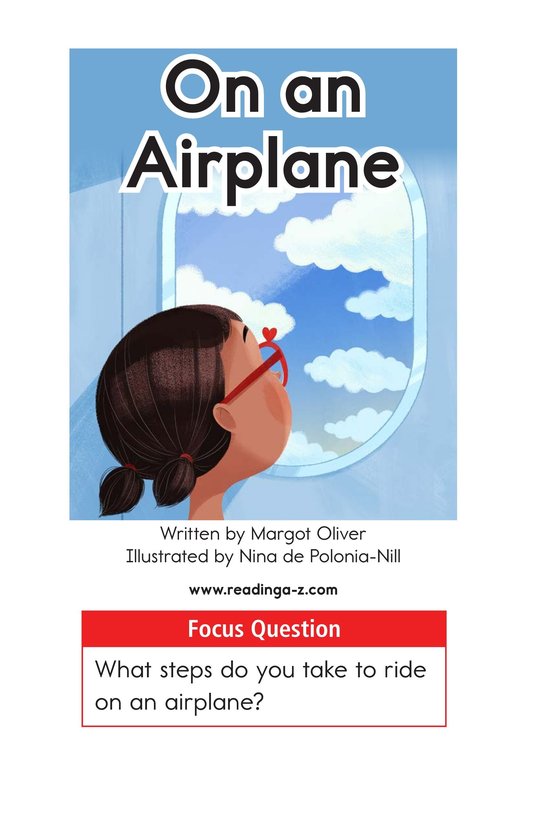 On an
Airplane
Written by Margot Oliver
Illustrated by Nina de Polonia-Nill
www.readinga-z.com
Focus Question
What steps do you take to ride
on an airplane?